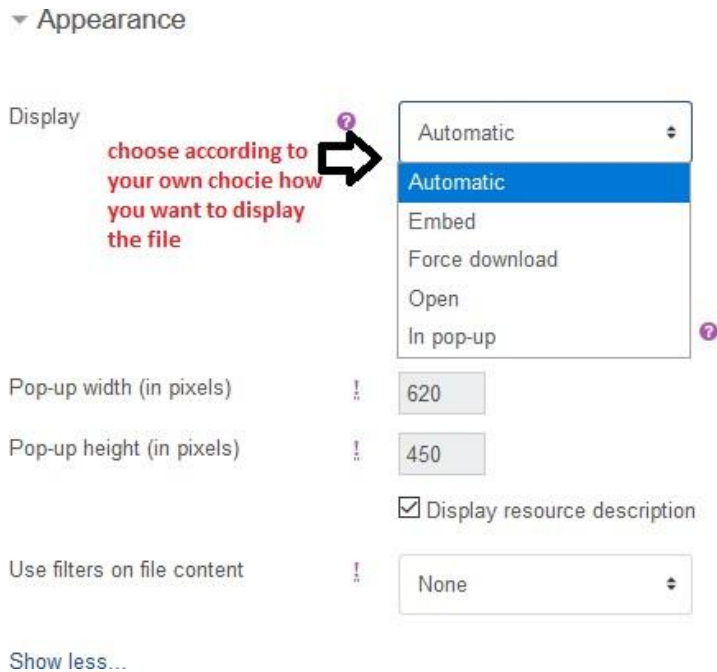 Appearance
Display
choose according to
your own chocie how
you want to display
the file
Automatic
Automatic
Embed
Force download
Open
In pop-up
Pop-up width (in pixels)
620
Pop-up height (in pixels)
450
Display resource description
Use filters on file content
None
Show less...